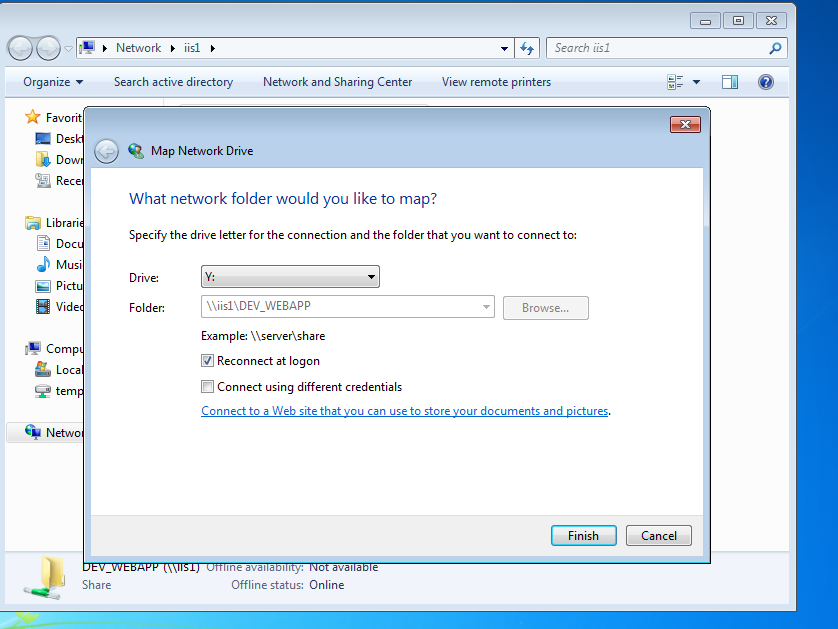 Network
iis1
Search iis1
Organize
Search active directory
Network and Sharing Center
View remote printers
Favorit
Deskt
Down
Recen
Librarie
Docu
Musi
Pictu
Video
Compu
Local
temp
Networ
Map Network Drive
What network folder would you like to map?
Specify the drive letter for the connection and the folder that you want to connect to:
Drive: Y:
Folder: \\iis1\DEV_WEBAPP Browse...
Example: \\server\share
Reconnect at logon
Connect using different credentials
Connect to a Web site that you can use to store your documents and pictures.
Finish Cancel
DEV_WEBAPP (\\iis1) Offline availability: Not available
Share Offline status: Online